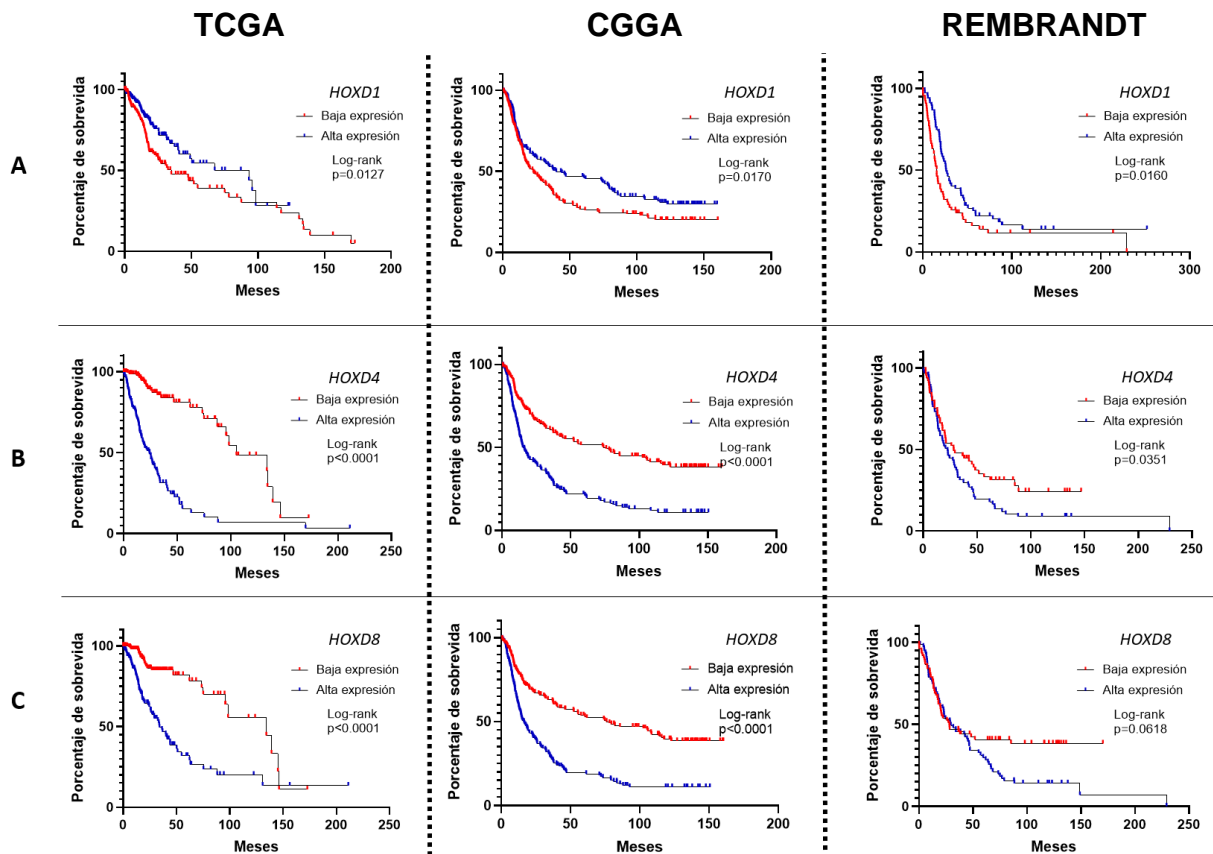 TCGA CGGA REMBRANDT
A
Porcentaje de sobrevida
100
50
0
0 50 100 150 200
Meses
HOXD1
Baja expresión
Alta expresión
Log-rank
p=0.0127
Porcentaje de sobrevida
100
50
0
0 50 100 150 200
Meses
HOXD1
Baja expresión
Alta expresión
Log-rank
p=0.0170
Porcentaje de sobrevida
100
50
0
0 100 200 300
Meses
HOXD1
Baja expresión
Alta expresión
Log-rank
p=0.0160
B
Porcentaje de sobrevida
100
50
0
0 50 100 150 200 250
Meses
HOXD4
Baja expresión
Alta expresión
Log-rank
p<0.0001
Porcentaje de sobrevida
100
50
0
0 50 100 150 200
Meses
HOXD4
Baja expresión
Alta expresión
Log-rank
p<0.0001
Porcentaje de sobrevida
100
50
0
0 50 100 150 200 250
Meses
HOXD4
Baja expresión
Alta expresión
Log-rank
p=0.0351
C
Porcentaje de sobrevida
100
50
0
0 50 100 150 200 250
Meses
HOXD8
Baja expresión
Alta expresión
Log-rank
p<0.0001
Porcentaje de sobrevida
100
50
0
0 50 100 150 200
Meses
HOXD8
Baja expresión
Alta expresión
Log-rank
p<0.0001
Porcentaje de sobrevida
100
50
0
0 50 100 150 200 250
Meses
HOXD8
Baja expresión
Alta expresión
Log-rank
p=0.0618